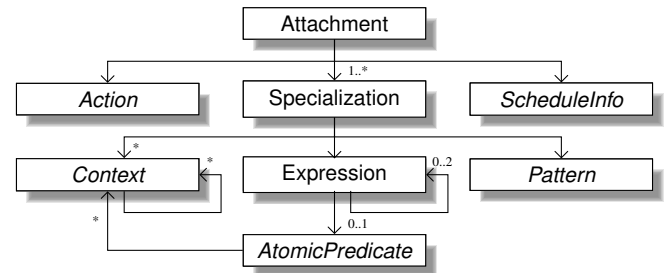 Attachment
1..*
Action
Specialization
ScheduleInfo
*
*
0..2
Context
Expression
Pattern
*
0..1
AtomicPredicate